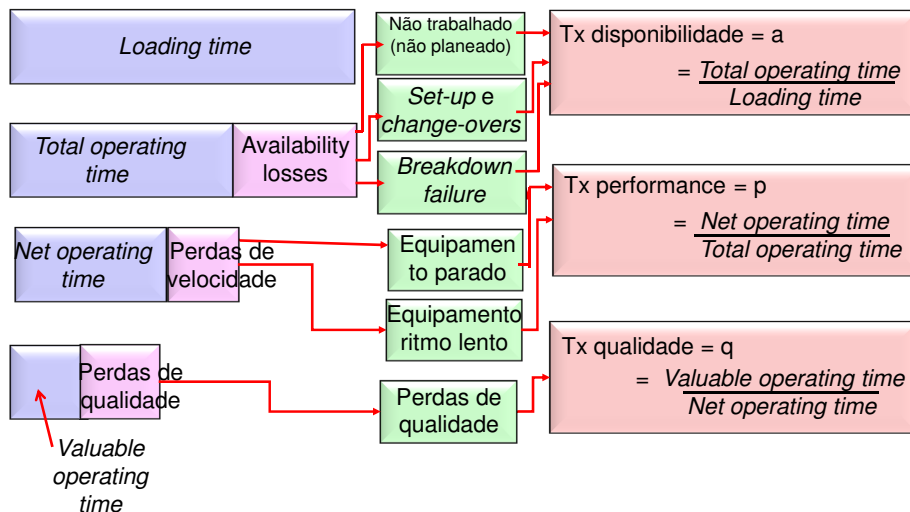 Loading time
Total operating
time
Availability
losses
Net operating
time
Perdas de
velocidade
Perdas de
qualidade
Valuable
operating
time
Não trabalhado
(não planeado)
Set-up e
change-overs
Breakdown
failure
Equipamen
to parado
Equipamento
ritmo lento
Perdas de
qualidade
Tx disponibilidade = a
= Total operating time
Loading time
Tx performance = p
= Net operating time
Total operating time
Tx qualidade = q
= Valuable operating time
Net operating time